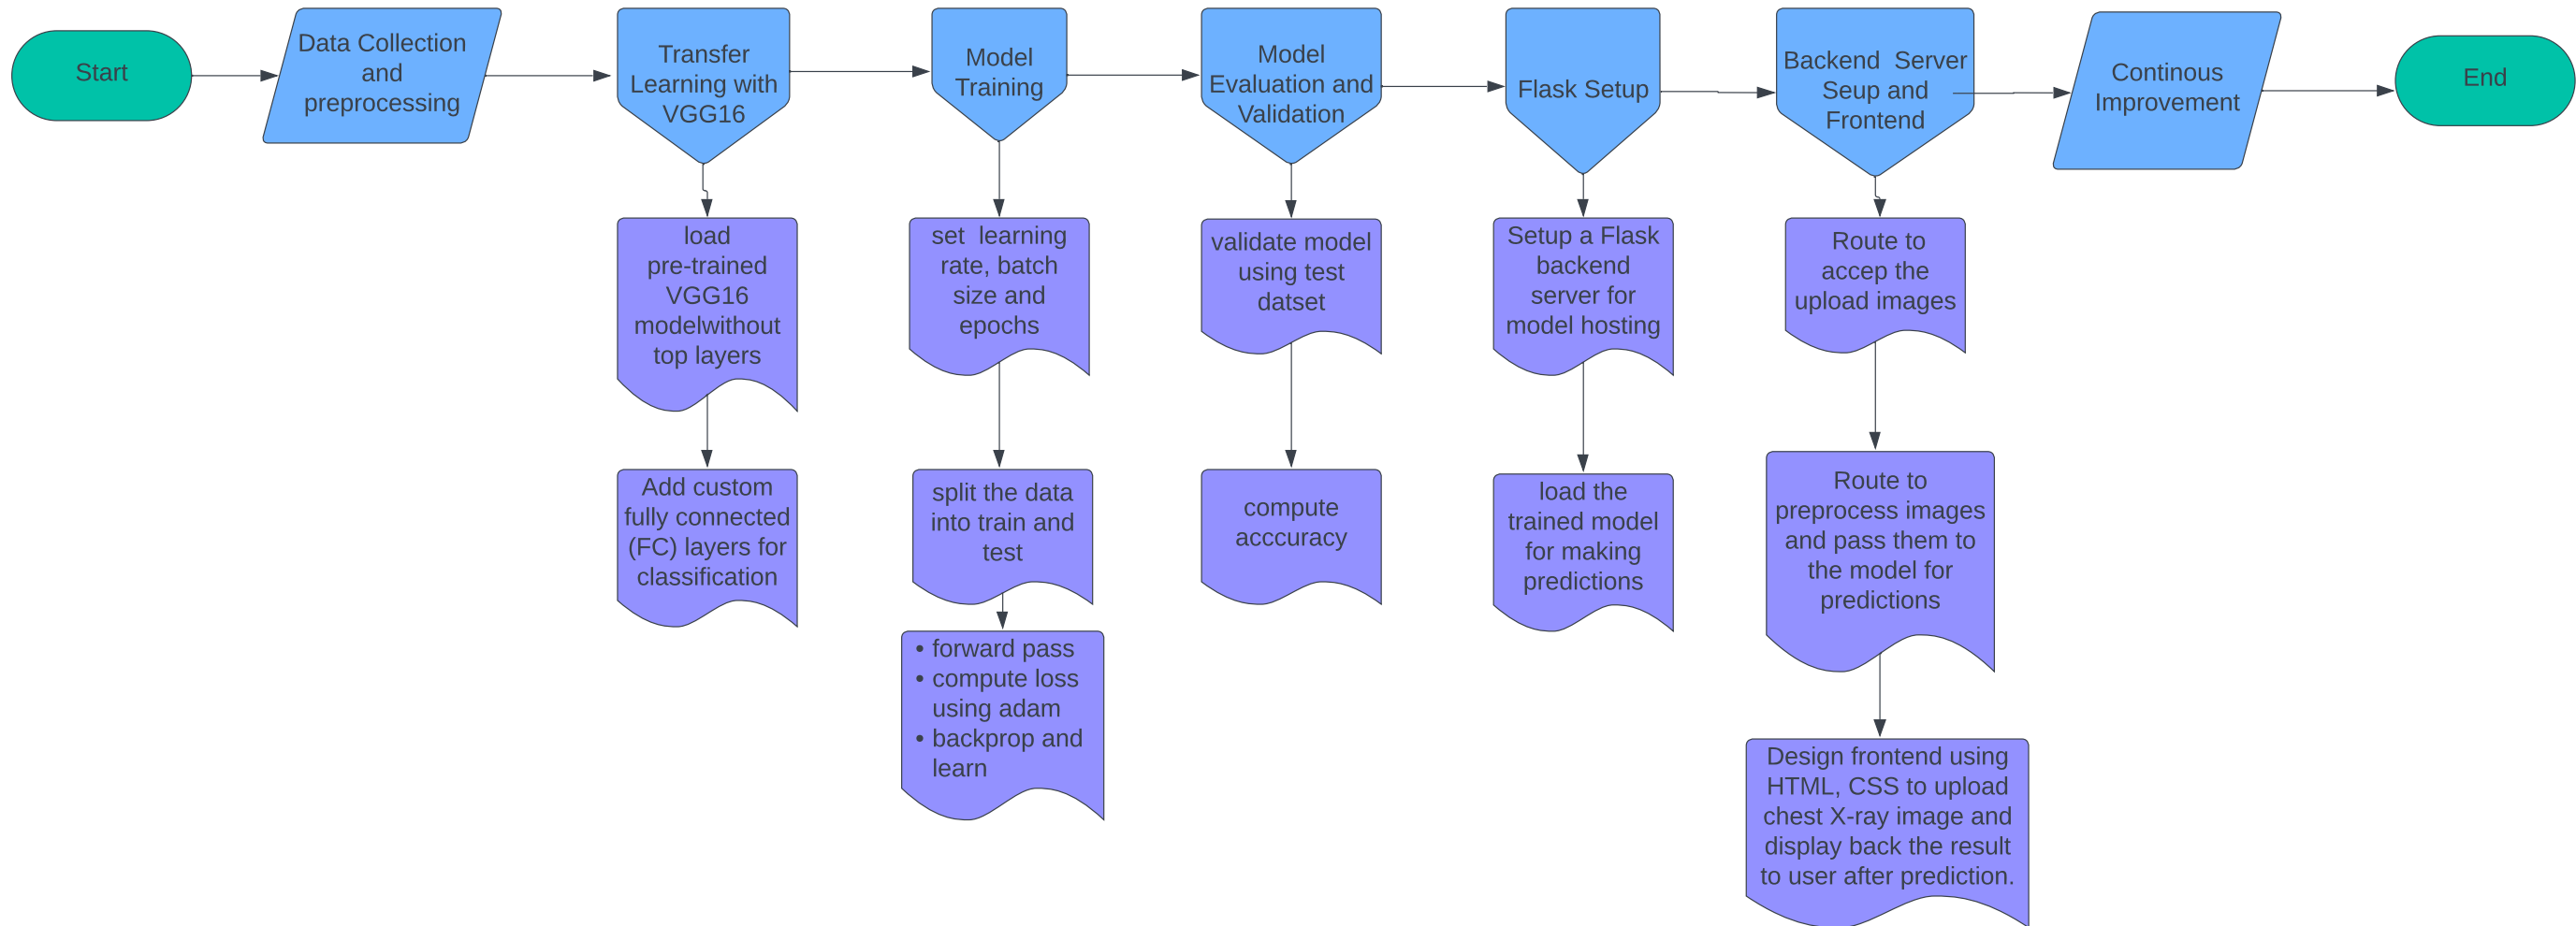 Start
Data Collection
and
preprocessing
Transfer
Learning with
VGG16
Model
Training
Model
Evaluation and
Validation
Flask Setup
Backend  Server
Seup and
Frontend
Continous
Improvement
End
load
pre-trained
VGG16
modelwithout
top layers
Add custom
fully connected
(FC) layers for
classification
set  learning
rate, batch
size and
epochs
split the data
into train and
test
• forward pass
• compute loss
using adam
• backprop and
learn
validate model
using test
datset
compute
acccuracy
Setup a Flask
backend
server for
model hosting
load the
trained model
for making
predictions
Route to
accep the
upload images
Route to
preprocess images
and pass them to
the model for
predictions
Design frontend using
HTML, CSS to upload
chest X-ray image and
display back the result
to user after prediction.